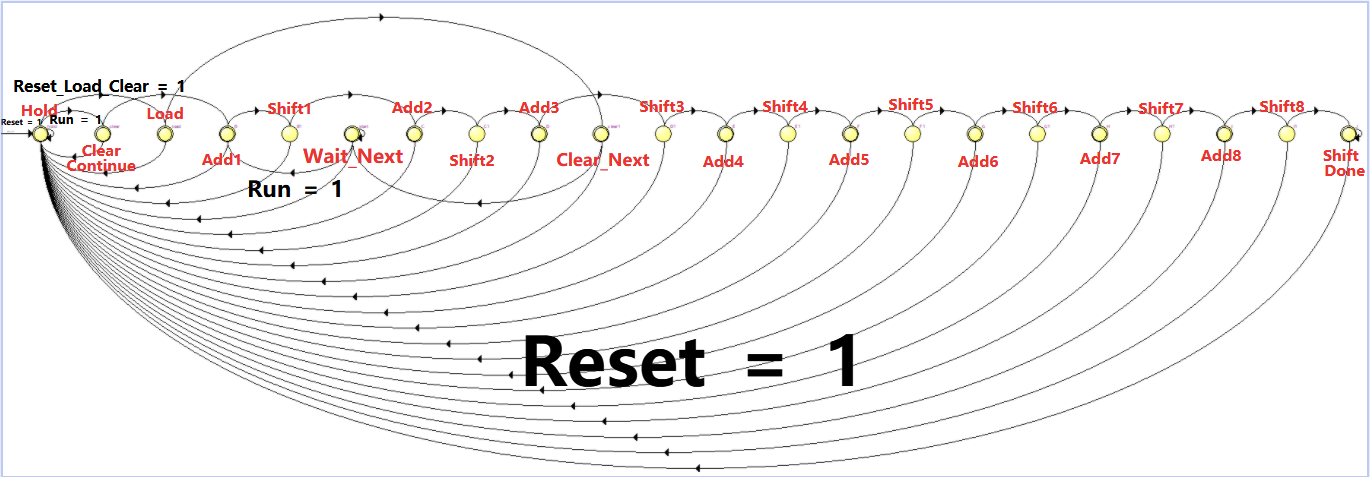 Reset_Load_Clear = 1
Hold
Reset = 1
Run = 1
Load
Shift1
Add2
Add3
Shift3
Shift4
Shift5
Shift6
Shift7
Shift8
Clear
Continue
Add1
Wait_Next
Shift2
Clear_Next
Add4
Add5
Add6
Add7
Add8
Shift
Done
Run = 1
Reset = 1